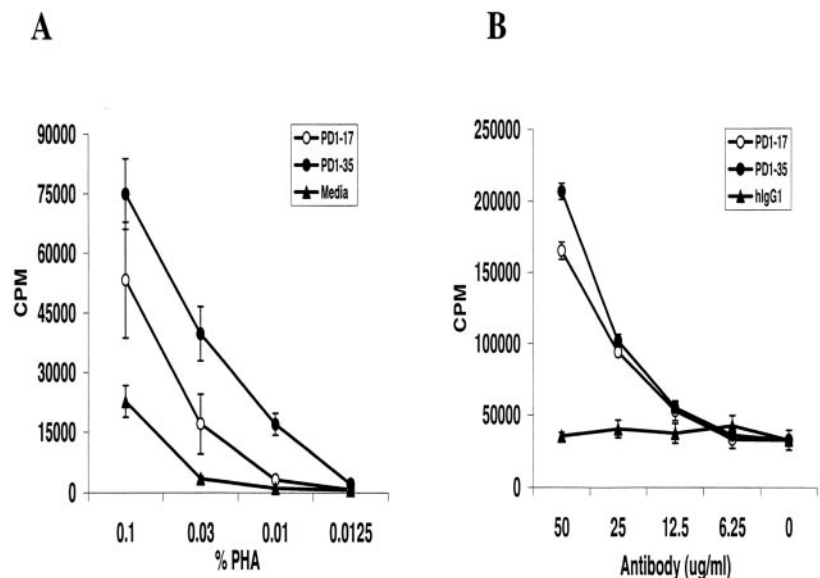 A
B
90000
75000
60000
45000
30000
15000
0
CPM
PD1-17
PD1-35
Media
0.1 0.03 0.01 0.0125
% PHA
250000
200000
150000
100000
50000
0
CPM
PD1-17
PD1-35
hIgG1
50 25 12.5 6.25 0
Antibody (ug/ml)